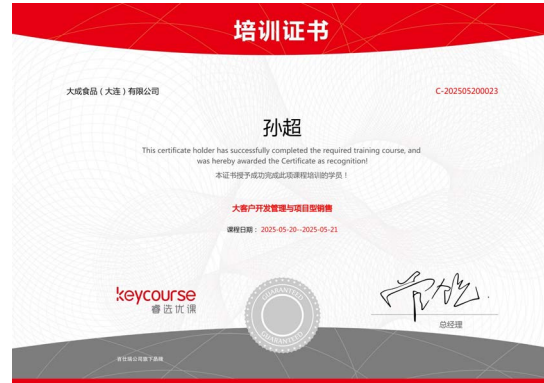 培训证书
大成食品（大连）有限公司
C-202505200023
孙超
This certificate holder has successfully completed the required training course, and
was hereby awarded the Certificate as recognition!
本证书授予成功完成此项课程培训的学员！
大客户开发管理与项目型销售
课程日期： 2025-05-20--2025-05-21
keycourse
睿选优课
GUARANTEED
GUARANTEED
总经理